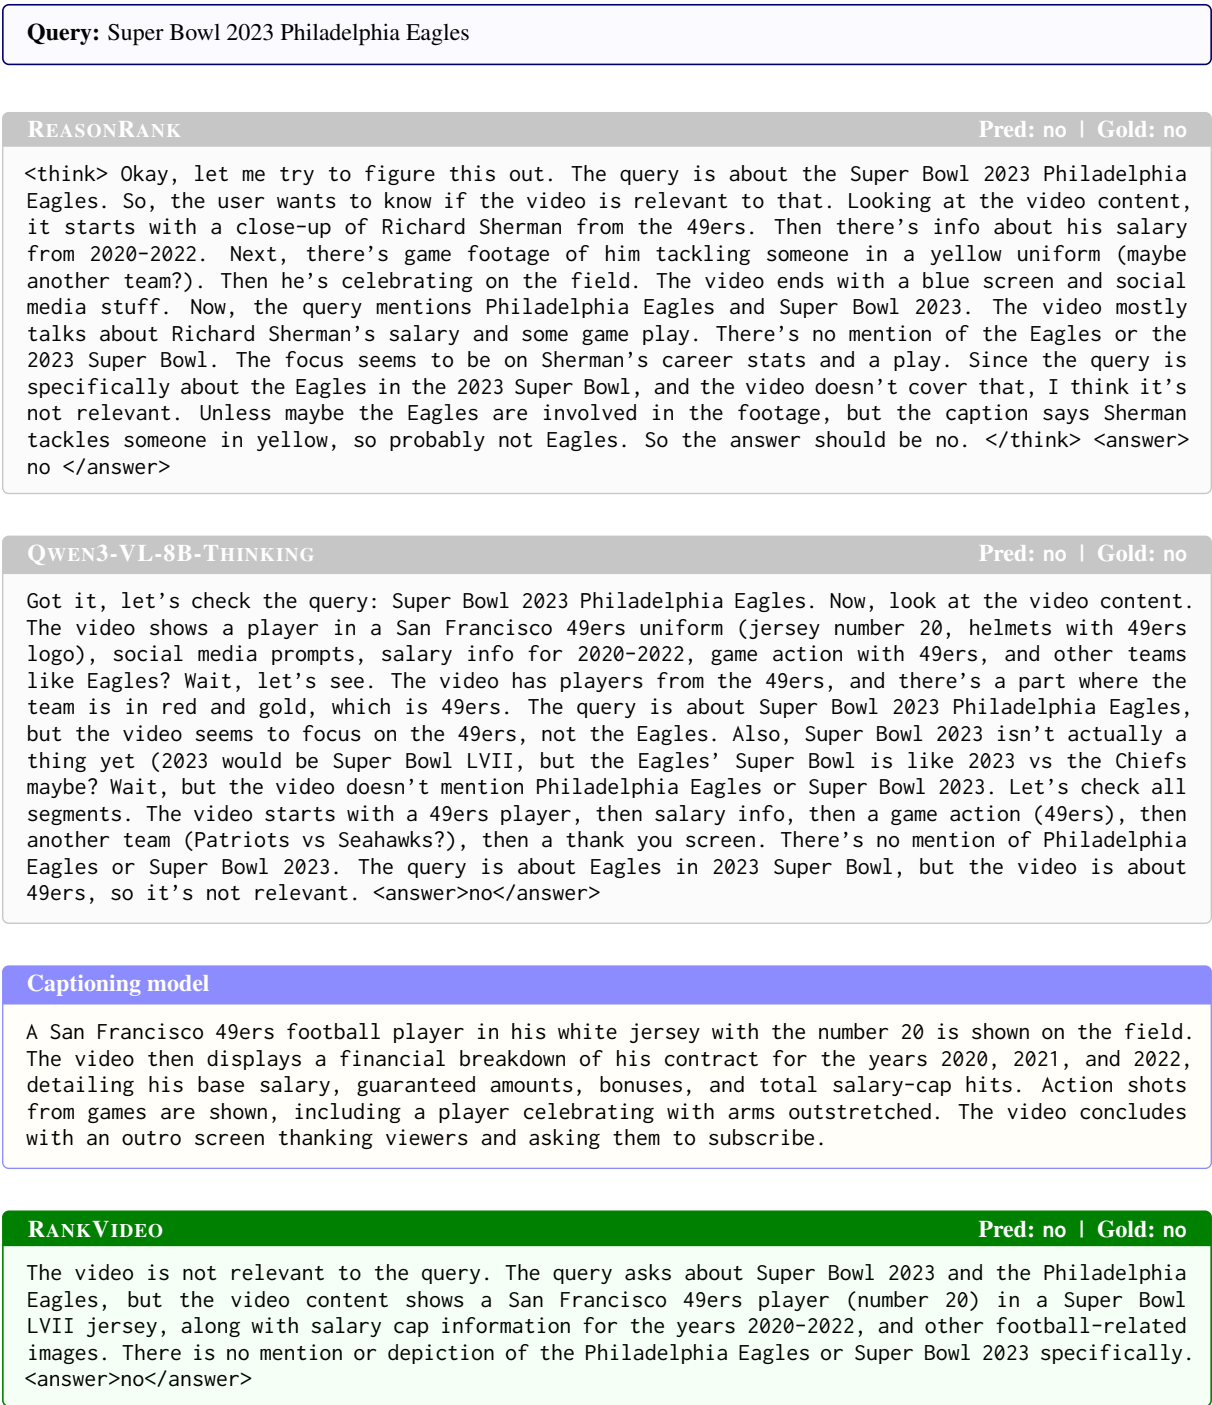 Query: Super Bowl 2023 Philadelphia Eagles
REASONRANK Pred: no | Gold: no
<think> Okay, let me try to figure this out. The query is about the Super Bowl 2023 Philadelphia
Eagles. So, the user wants to know if the video is relevant to that. Looking at the video content,
it starts with a close-up of Richard Sherman from the 49ers. Then there's info about his salary
from 2020-2022. Next, there's game footage of him tackling someone in a yellow uniform (maybe
another team?). Then he's celebrating on the field. The video ends with a blue screen and social
media stuff. Now, the query mentions Philadelphia Eagles and Super Bowl 2023. The video mostly
talks about Richard Sherman's salary and some game play. There's no mention of the Eagles or the
2023 Super Bowl. The focus seems to be on Sherman's career stats and a play. Since the query is
specifically about the Eagles in the 2023 Super Bowl, and the video doesn't cover that, I think it's
not relevant. Unless maybe the Eagles are involved in the footage, but the caption says Sherman
tackles someone in yellow, so probably not Eagles. So the answer should be no. </think> <answer>
no </answer>
QWEN3-VL-8B-THINKING Pred: no | Gold: no
Got it, let's check the query: Super Bowl 2023 Philadelphia Eagles. Now, look at the video content.
The video shows a player in a San Francisco 49ers uniform (jersey number 20, helmets with 49ers
logo), social media prompts, salary info for 2020-2022, game action with 49ers, and other teams
like Eagles? Wait, let's see. The video has players from the 49ers, and there's a part where the
team is in red and gold, which is 49ers. The query is about Super Bowl 2023 Philadelphia Eagles,
but the video seems to focus on the 49ers, not the Eagles. Also, Super Bowl 2023 isn't actually a
thing yet (2023 would be Super Bowl LVII, but the Eagles' Super Bowl is like 2023 vs the Chiefs
maybe? Wait, but the video doesn't mention Philadelphia Eagles or Super Bowl 2023. Let's check all
segments. The video starts with a 49ers player, then salary info, then a game action (49ers), then
another team (Patriots vs Seahawks?), then a thank you screen. There's no mention of Philadelphia
Eagles or Super Bowl 2023. The query is about Eagles in 2023 Super Bowl, but the video is about
49ers, so it's not relevant. <answer>no</answer>
Captioning model
A San Francisco 49ers football player in his white jersey with the number 20 is shown on the field.
The video then displays a financial breakdown of his contract for the years 2020, 2021, and 2022,
detailing his base salary, guaranteed amounts, bonuses, and total salary-cap hits. Action shots
from games are shown, including a player celebrating with arms outstretched. The video concludes
with an outro screen thanking viewers and asking them to subscribe.
RANKVIDEO Pred: no | Gold: no
The video is not relevant to the query. The query asks about Super Bowl 2023 and the Philadelphia
Eagles, but the video content shows a San Francisco 49ers player (number 20) in a Super Bowl
LVII jersey, along with salary cap information for the years 2020-2022, and other football-related
images. There is no mention or depiction of the Philadelphia Eagles or Super Bowl 2023 specifically.
<answer>no</answer>